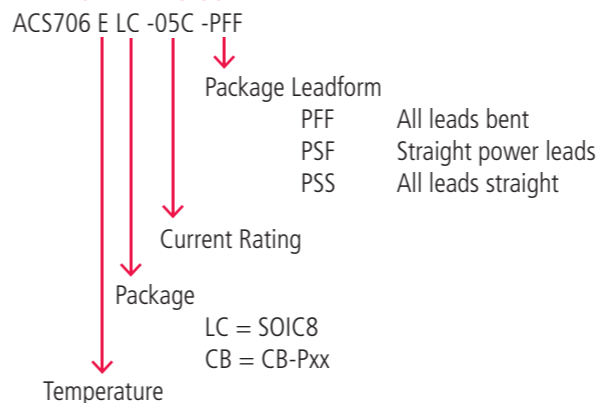 ACS706 E LC -05C -PFF
Package Leadform
PFF All leads bent
PSF Straight power leads
PSS All leads straight
Current Rating
Package
LC = SOIC8
CB = CB-Pxx
Temperature